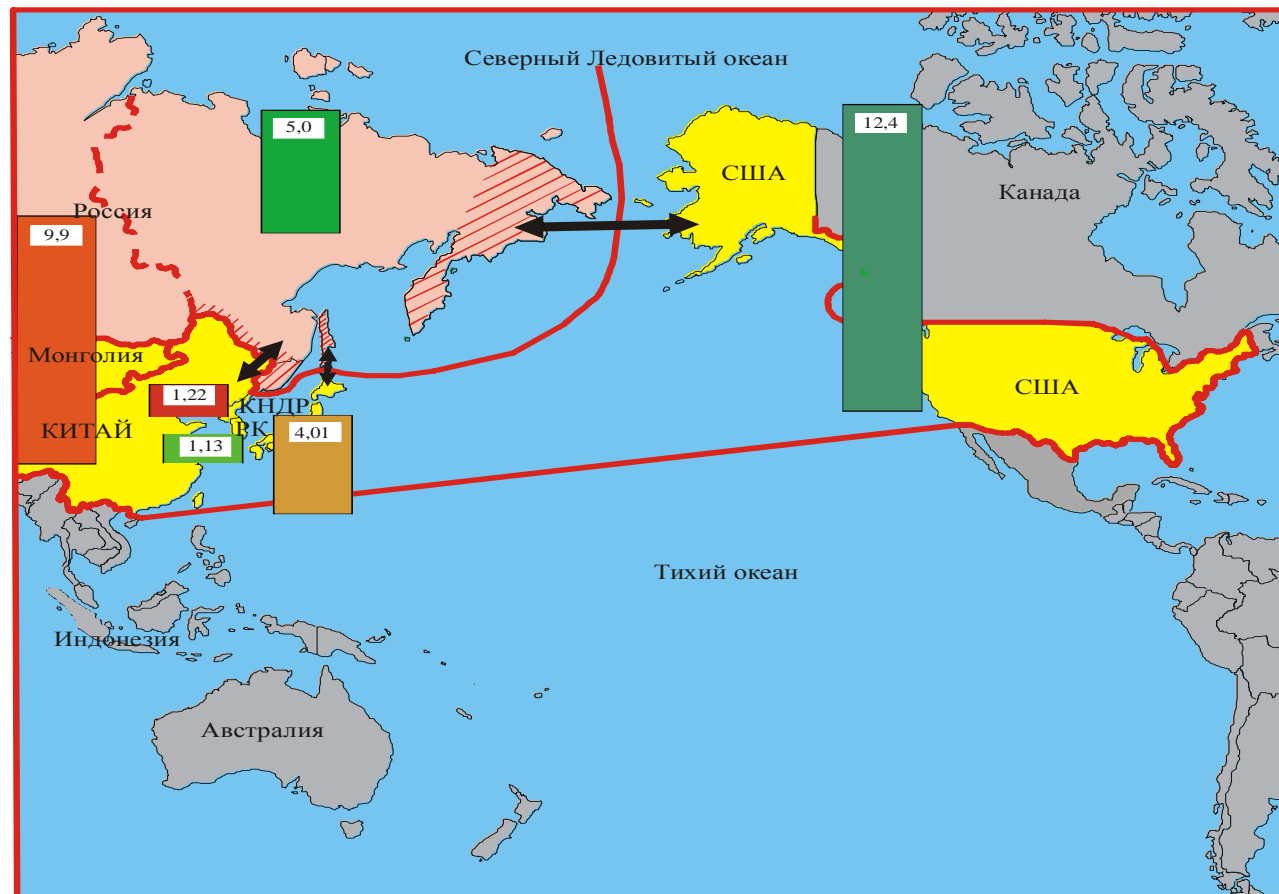 Северный Ледовитый океан
5,0
12,4
США
Канада
Россия
9,9
Монголия
США
1,22
КНДР
КИТАЙ
РК
4,01
1,13
Тихий океан
Индонезия
Австралия